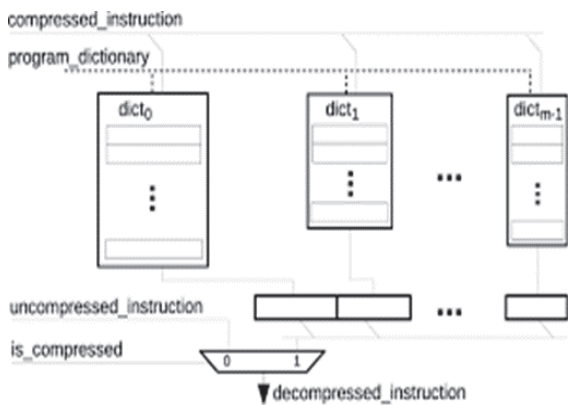 compressed_instruction
program_dictionary
dict0 dict1 dictm-1
uncompressed_instruction
is_compressed
0 1
decompressed_instruction